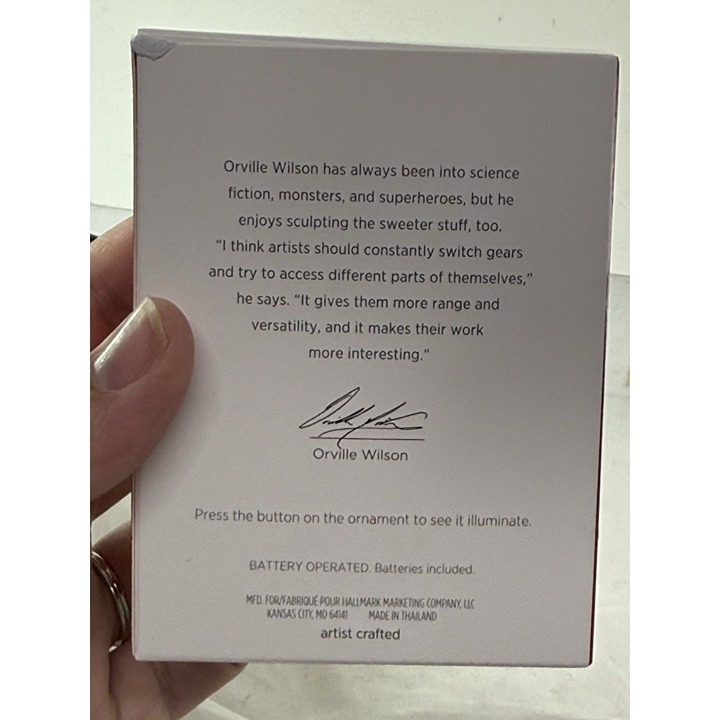 Orville Wilson has always been into science
fiction, monsters, and superheroes, but he
enjoys sculpting the sweeter stuff, too.
"I think artists should constantly switch gears
and try to access different parts of themselves,"
he says. "It gives them more range and
versatility, and it makes their work
more interesting."
Orville Wilson
Orville Wilson
Press the button on the ornament to see it illuminate.
BATTERY OPERATED. Batteries included.
MFD. FOR/FABRIQUÉ POUR HALLMARK MARKETING COMPANY, LLC
KANSAS CITY, MO 64141 MADE IN THAILAND
artist crafted